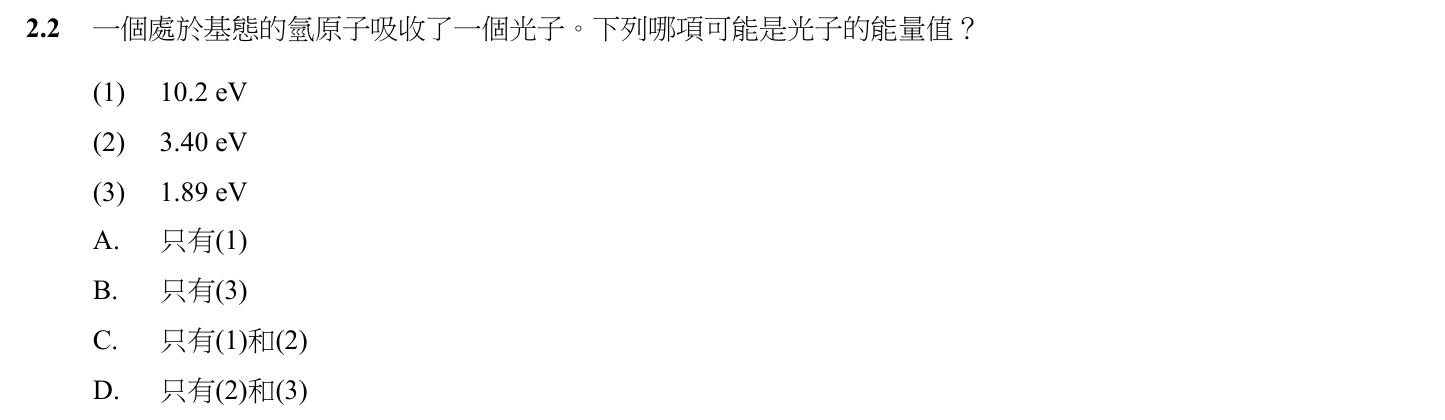 2.2 一個處於基態的氫原子吸收了一個光子。下列哪項可能是光子的能量值？
(1) 10.2 eV
(2) 3.40 eV
(3) 1.89 eV
A. 只有(1)
B. 只有(3)
C. 只有(1)和(2)
D. 只有(2)和(3)